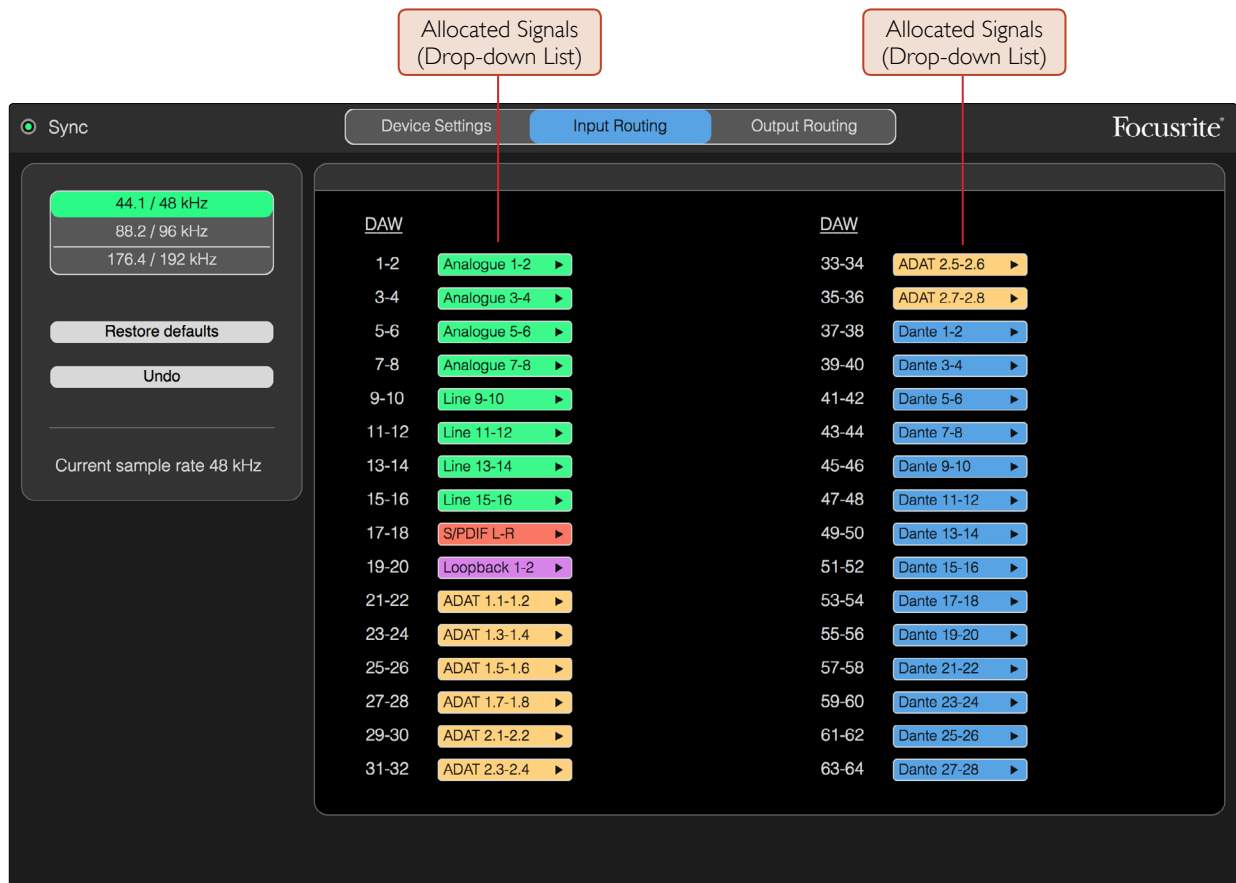 Allocated Signals
(Drop-down List)
Allocated Signals
(Drop-down List)
Sync
Device Settings
Input Routing
Output Routing
Focusrite®
44.1 / 48 kHz
88.2 / 96 kHz
176.4 / 192 kHz
Restore defaults
Undo
Current sample rate 48 kHz
DAW
1-2 Analogue 1-2
3-4 Analogue 3-4
5-6 Analogue 5-6
7-8 Analogue 7-8
9-10 Line 9-10
11-12 Line 11-12
13-14 Line 13-14
15-16 Line 15-16
17-18 S/PDIF L-R
19-20 Loopback 1-2
21-22 ADAT 1.1-1.2
23-24 ADAT 1.3-1.4
25-26 ADAT 1.5-1.6
27-28 ADAT 1.7-1.8
29-30 ADAT 2.1-2.2
31-32 ADAT 2.3-2.4
DAW
33-34 ADAT 2.5-2.6
35-36 ADAT 2.7-2.8
37-38 Dante 1-2
39-40 Dante 3-4
41-42 Dante 5-6
43-44 Dante 7-8
45-46 Dante 9-10
47-48 Dante 11-12
49-50 Dante 13-14
51-52 Dante 15-16
53-54 Dante 17-18
55-56 Dante 19-20
57-58 Dante 21-22
59-60 Dante 23-24
61-62 Dante 25-26
63-64 Dante 27-28